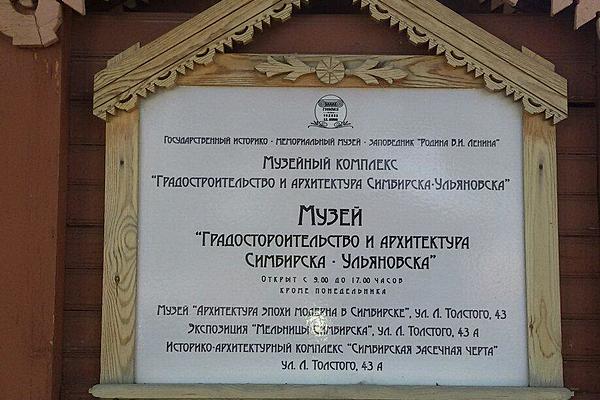 Государственный историко - мемориальный музей - заповедник "Родина В.И. Ленина"
Музейный комплекс
"Градостроительство и архитектура Симбирска-Ульяновска"
Музей
"Градостороительство и архитектура
Симбирска - Ульяновска"
Открыт с 9.00 до 17.00 часов
кроме понедельника
Музей "Архитектура эпохи модерна в Симбирске", ул. Л. Толстого, 43
Экспозиция "Мельницы Симбирска", ул. Л. Толстого, 43 а
Историко-архитектурный комплекс "Симбирская засечная черта"
ул. Л. Толстого, 43 а